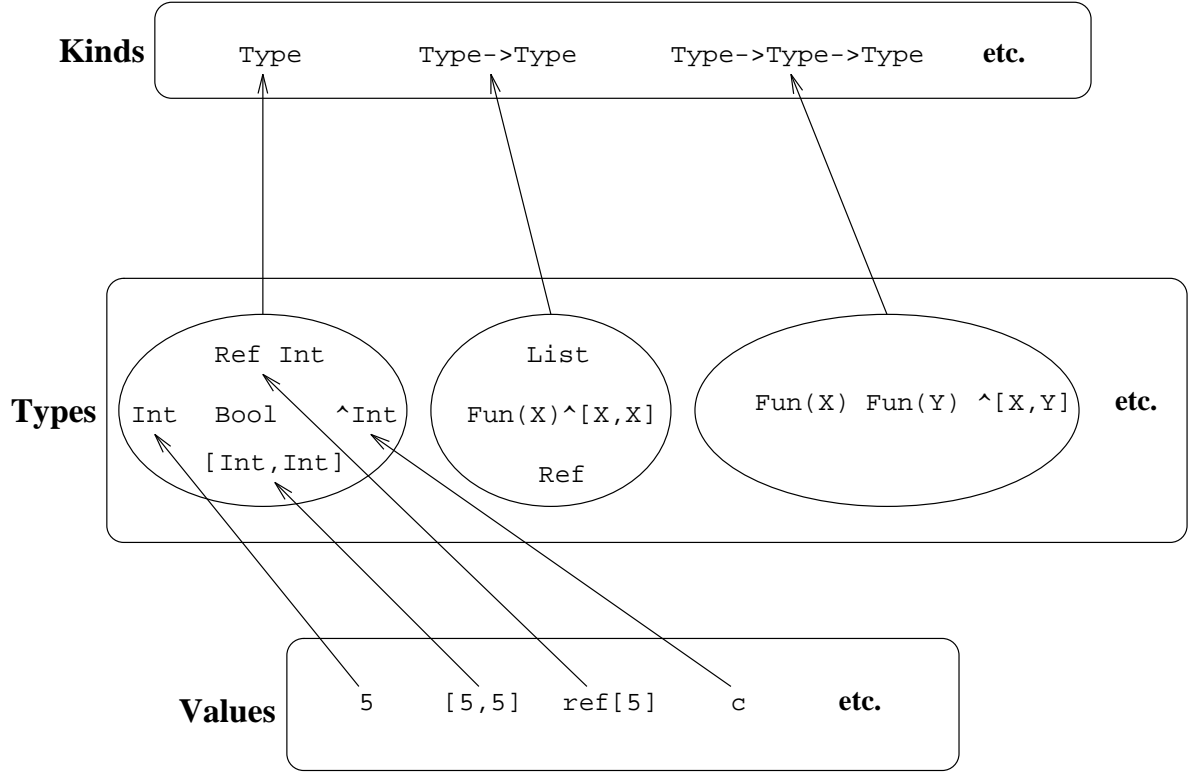 Kinds Type Type->Type Type->Type->Type etc.
Ref Int List
Types Int Bool ^Int Fun(X)^[X,X] Fun(X) Fun(Y) ^[X,Y] etc.
[Int,Int] Ref
Values 5 [5,5] ref[5] c etc.